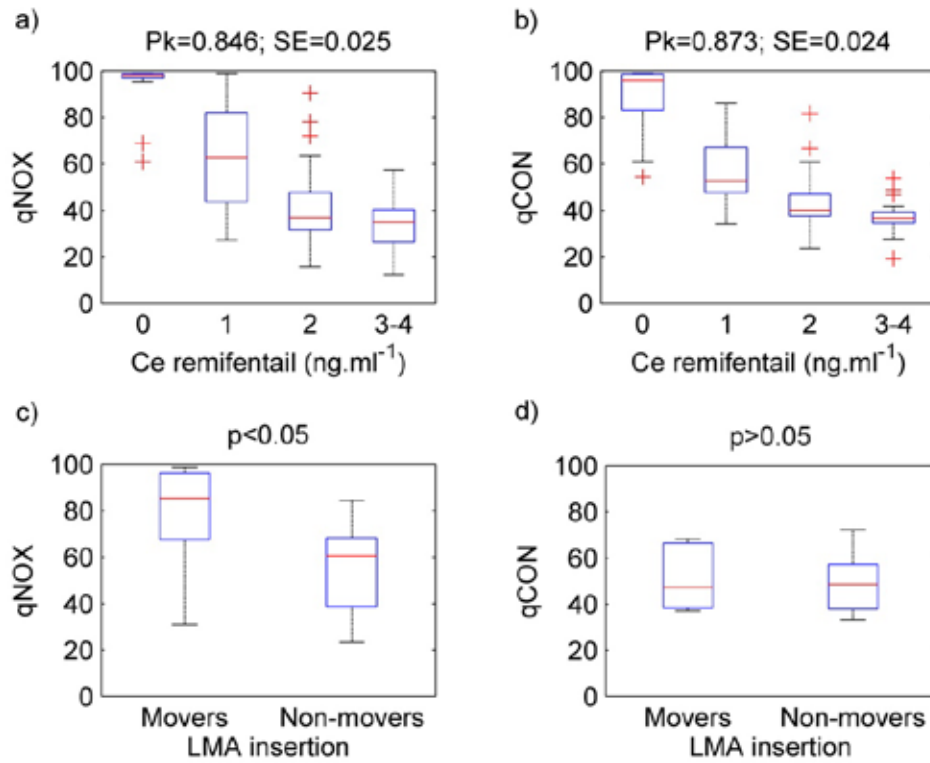 a)
Pk=0.846; SE=0.025
100
80
60
40
20
0
qNOX
0 1 2 3-4
Ce remifentail (ng.ml⁻¹)
b)
Pk=0.873; SE=0.024
100
80
60
40
20
0
qCON
0 1 2 3-4
Ce remifentail (ng.ml⁻¹)
c)
p<0.05
100
80
60
40
20
0
qNOX
Movers Non-movers
LMA insertion
d)
p>0.05
100
80
60
40
20
0
qCON
Movers Non-movers
LMA insertion